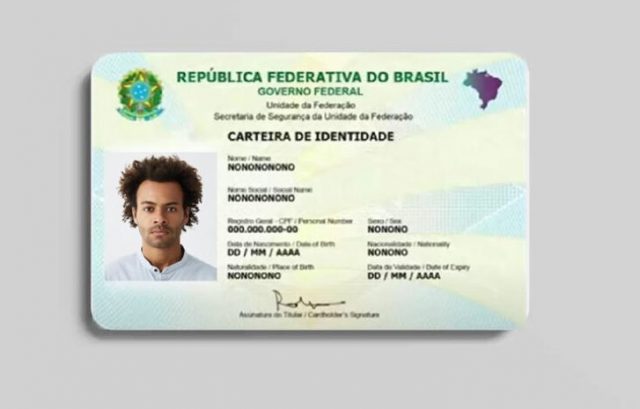 REPÚBLICA FEDERATIVA DO BRASIL
GOVERNO FEDERAL
Unidade da Federação
Secretaria de Segurança da Unidade da Federação
CARTEIRA DE IDENTIDADE
Nome / Name
NONONONONO
Nome Social / Social Name
NONONONONO
Registro Geral - CPF / Personal Number Sexo / Sex
000.000.000-00 NONONO
Data de Nascimento / Date of Birth Nacionalidade / Nationality
DD / MM / AAAA NONONO
Naturalidade / Place of Birth Data de Validade / Date of Expiry
NONONONO DD / MM / AAAA
Assinatura do Titular / Cardholder's Signature